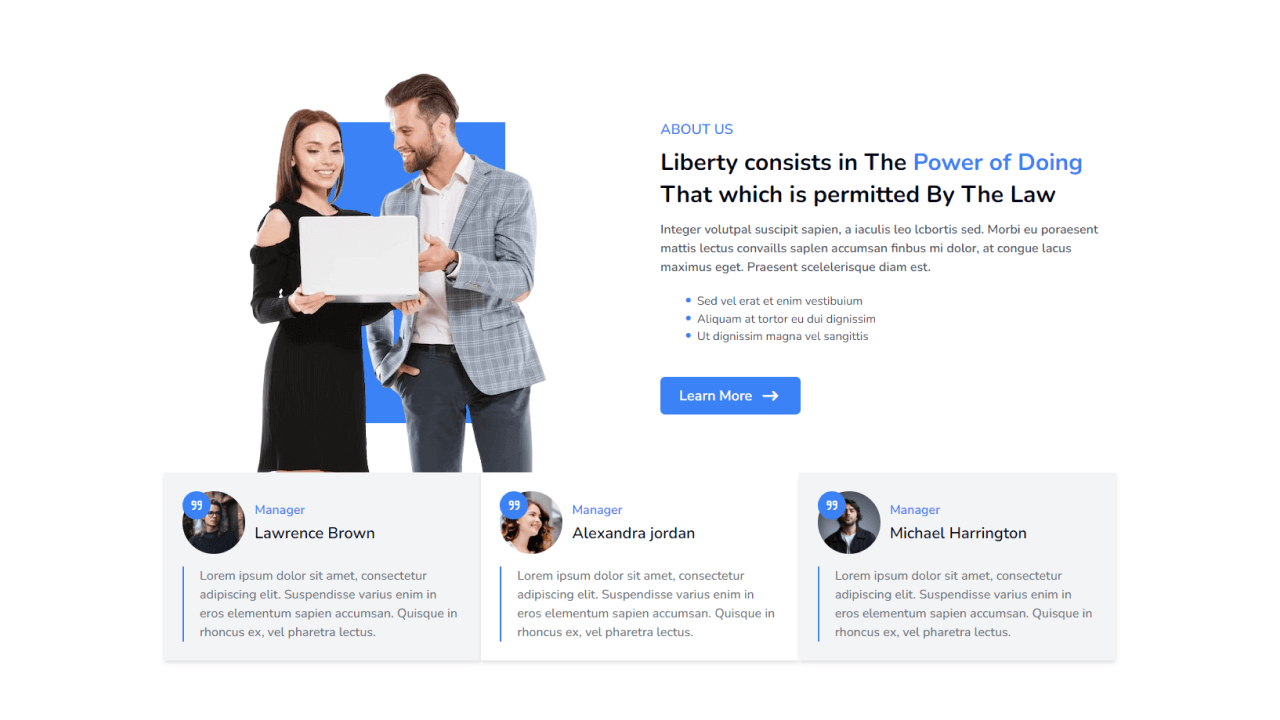 ABOUT US
Liberty consists in The Power of Doing
That which is permitted By The Law
Integer volutpal suscipit sapien, a iaculis leo lcbortis sed. Morbi eu poraesent
mattis lectus convaills saplen accumsan finbus mi dolor, at congue lacus
maximus eget. Praesent scelelerisque diam est.
Sed vel erat et enim vestibuium
Aliquam at tortor eu dui dignissim
Ut dignissim magna vel sangittis
Learn More
Manager
Lawrence Brown
Lorem ipsum dolor sit amet, consectetur
adipiscing elit. Suspendisse varius enim in
eros elementum sapien accumsan. Quisque in
rhoncus ex, vel pharetra lectus.
Manager
Alexandra jordan
Lorem ipsum dolor sit amet, consectetur
adipiscing elit. Suspendisse varius enim in
eros elementum sapien accumsan. Quisque in
rhoncus ex, vel pharetra lectus.
Manager
Michael Harrington
Lorem ipsum dolor sit amet, consectetur
adipiscing elit. Suspendisse varius enim in
eros elementum sapien accumsan. Quisque in
rhoncus ex, vel pharetra lectus.